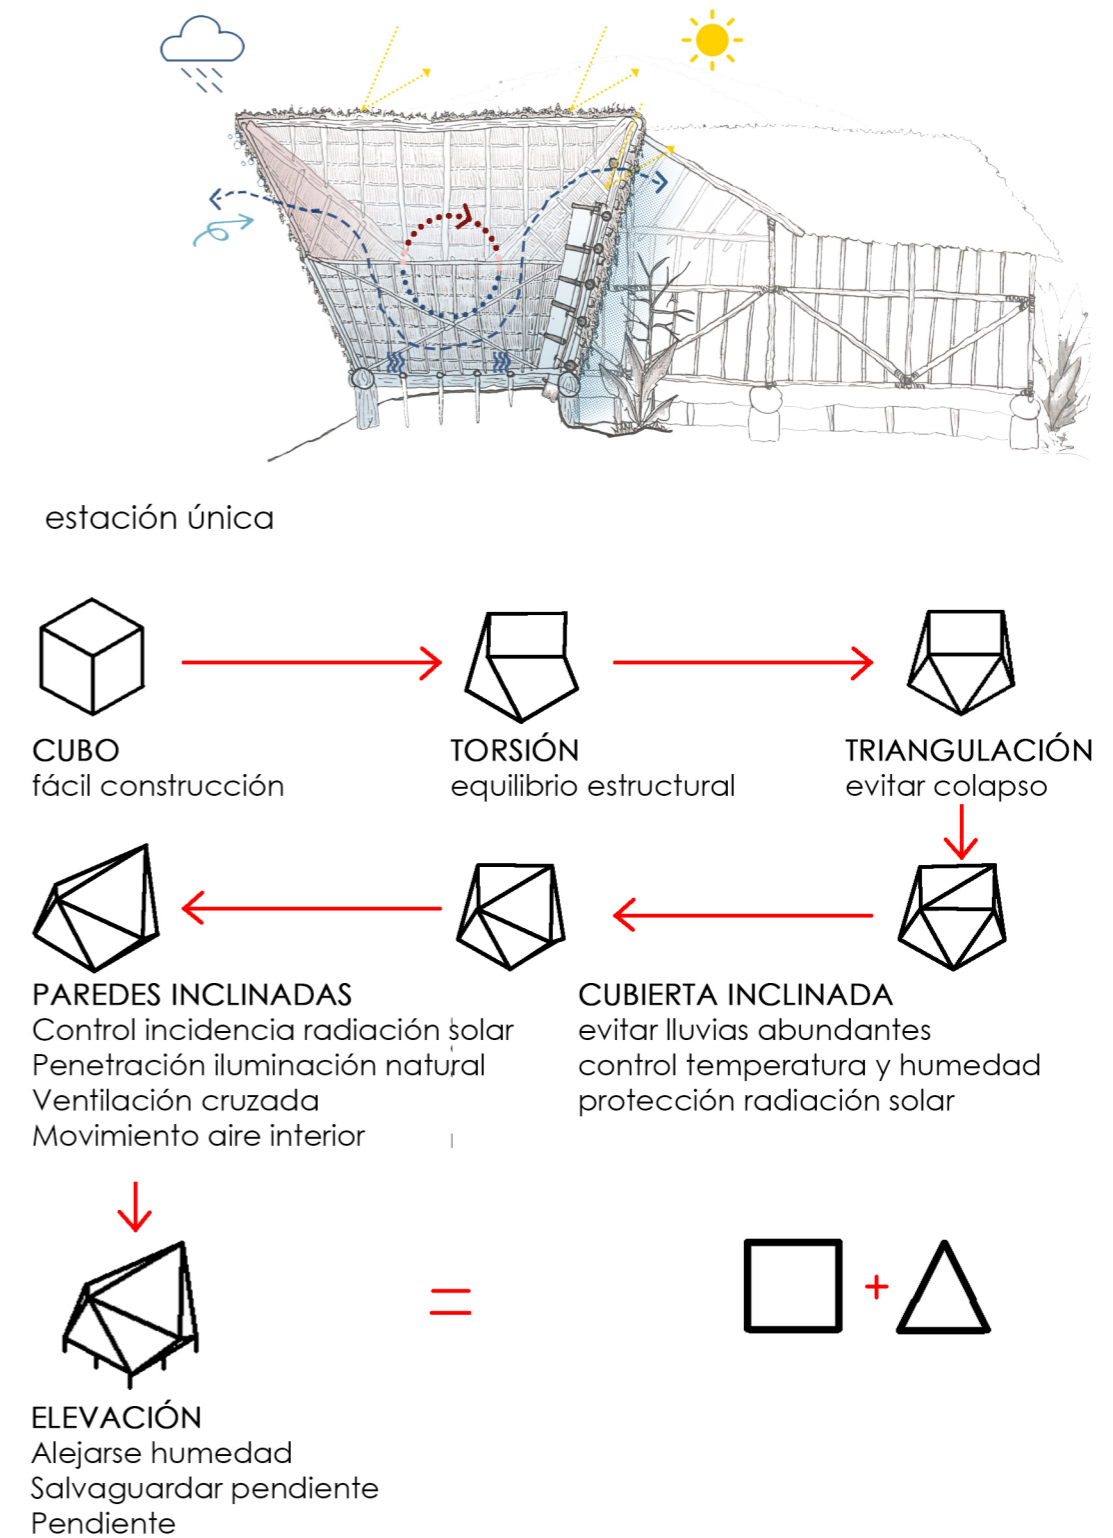 estación única
CUBO
fácil construcción
TORSIÓN
equilibrio estructural
TRIANGULACIÓN
evitar colapso
PAREDES INCLINADAS
Control incidencia radiación solar
Penetración iluminación natural
Ventilación cruzada
Movimiento aire interior
CUBIERTA INCLINADA
evitar lluvias abundantes
control temperatura y humedad
protección radiación solar
=
+
ELEVACIÓN
Alejarse humedad
Salvaguardar pendiente
Pendiente